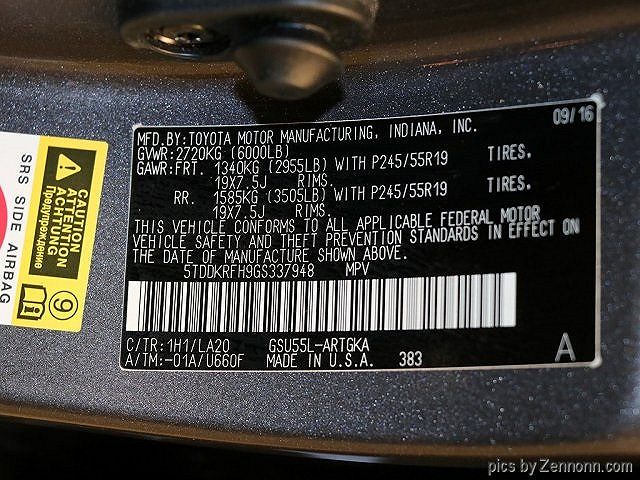 09/16
MFD.BY:TOYOTA MOTOR MANUFACTURING, INDIANA, INC.
GVWR:2720KG (6000LB)
GAWR:FRT. 1340KG (2955LB) WITH P245/55R19 TIRES,
19X7.5J RIMS.
RR. 1585KG (3505LB) WITH P245/55R19 TIRES,
19X7.5J RIMS.
THIS VEHICLE CONFORMS TO ALL APPLICABLE FEDERAL MOTOR
VEHICLE SAFETY AND THEFT PREVENTION STANDARDS IN EFFECT ON
THE DATE OF MANUFACTURE SHOWN ABOVE.
5TDDKRFH9GS337948 MPV
C/TR:1H1/LA20 GSU55L-ARTGKA
A/TM:-01A/U660F MADE IN U.S.A. 383
A
SRS SIDE AIRBAG
CAUTION
ATTENTION
ACHTUNG
Предупреждение
9
pics by Zennonn.com